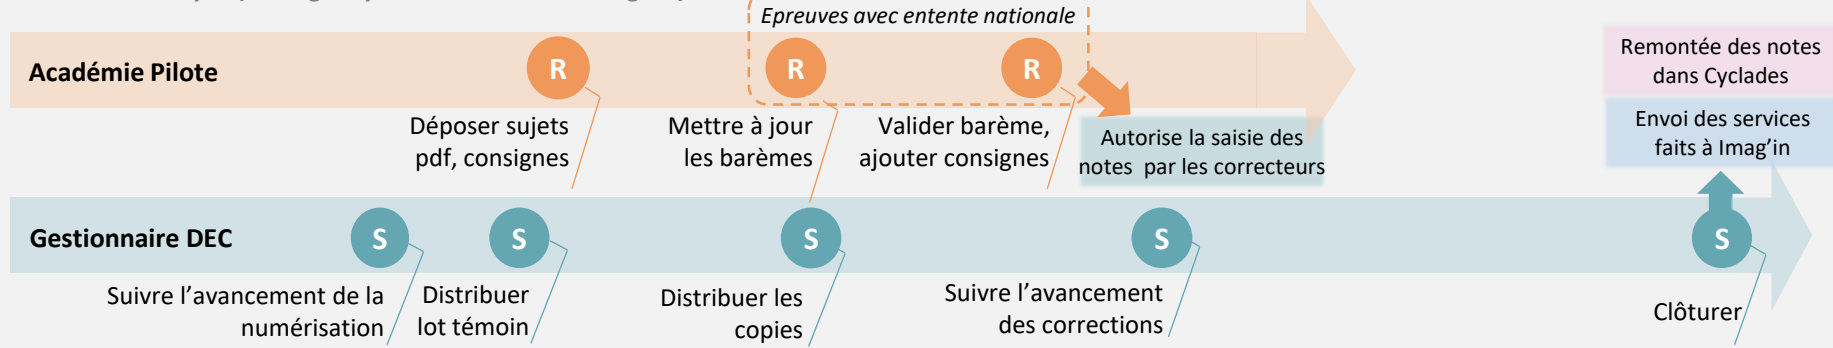 Epreuves avec entente nationale
Académie Pilote
R
R
R
Déposer sujets
pdf, consignes
Mettre à jour
les barèmes
Valider barème,
ajouter consignes
Autorise la saisie des
notes par les correcteurs
Remontée des notes
dans Cyclades
Envoi des services
faits à Imag’in
Gestionnaire DEC
S
S
S
S
S
Suivre l’avancement de la
numérisation
Distribuer
lot témoin
Distribuer les
copies
Suivre l’avancement
des corrections
Clôturer